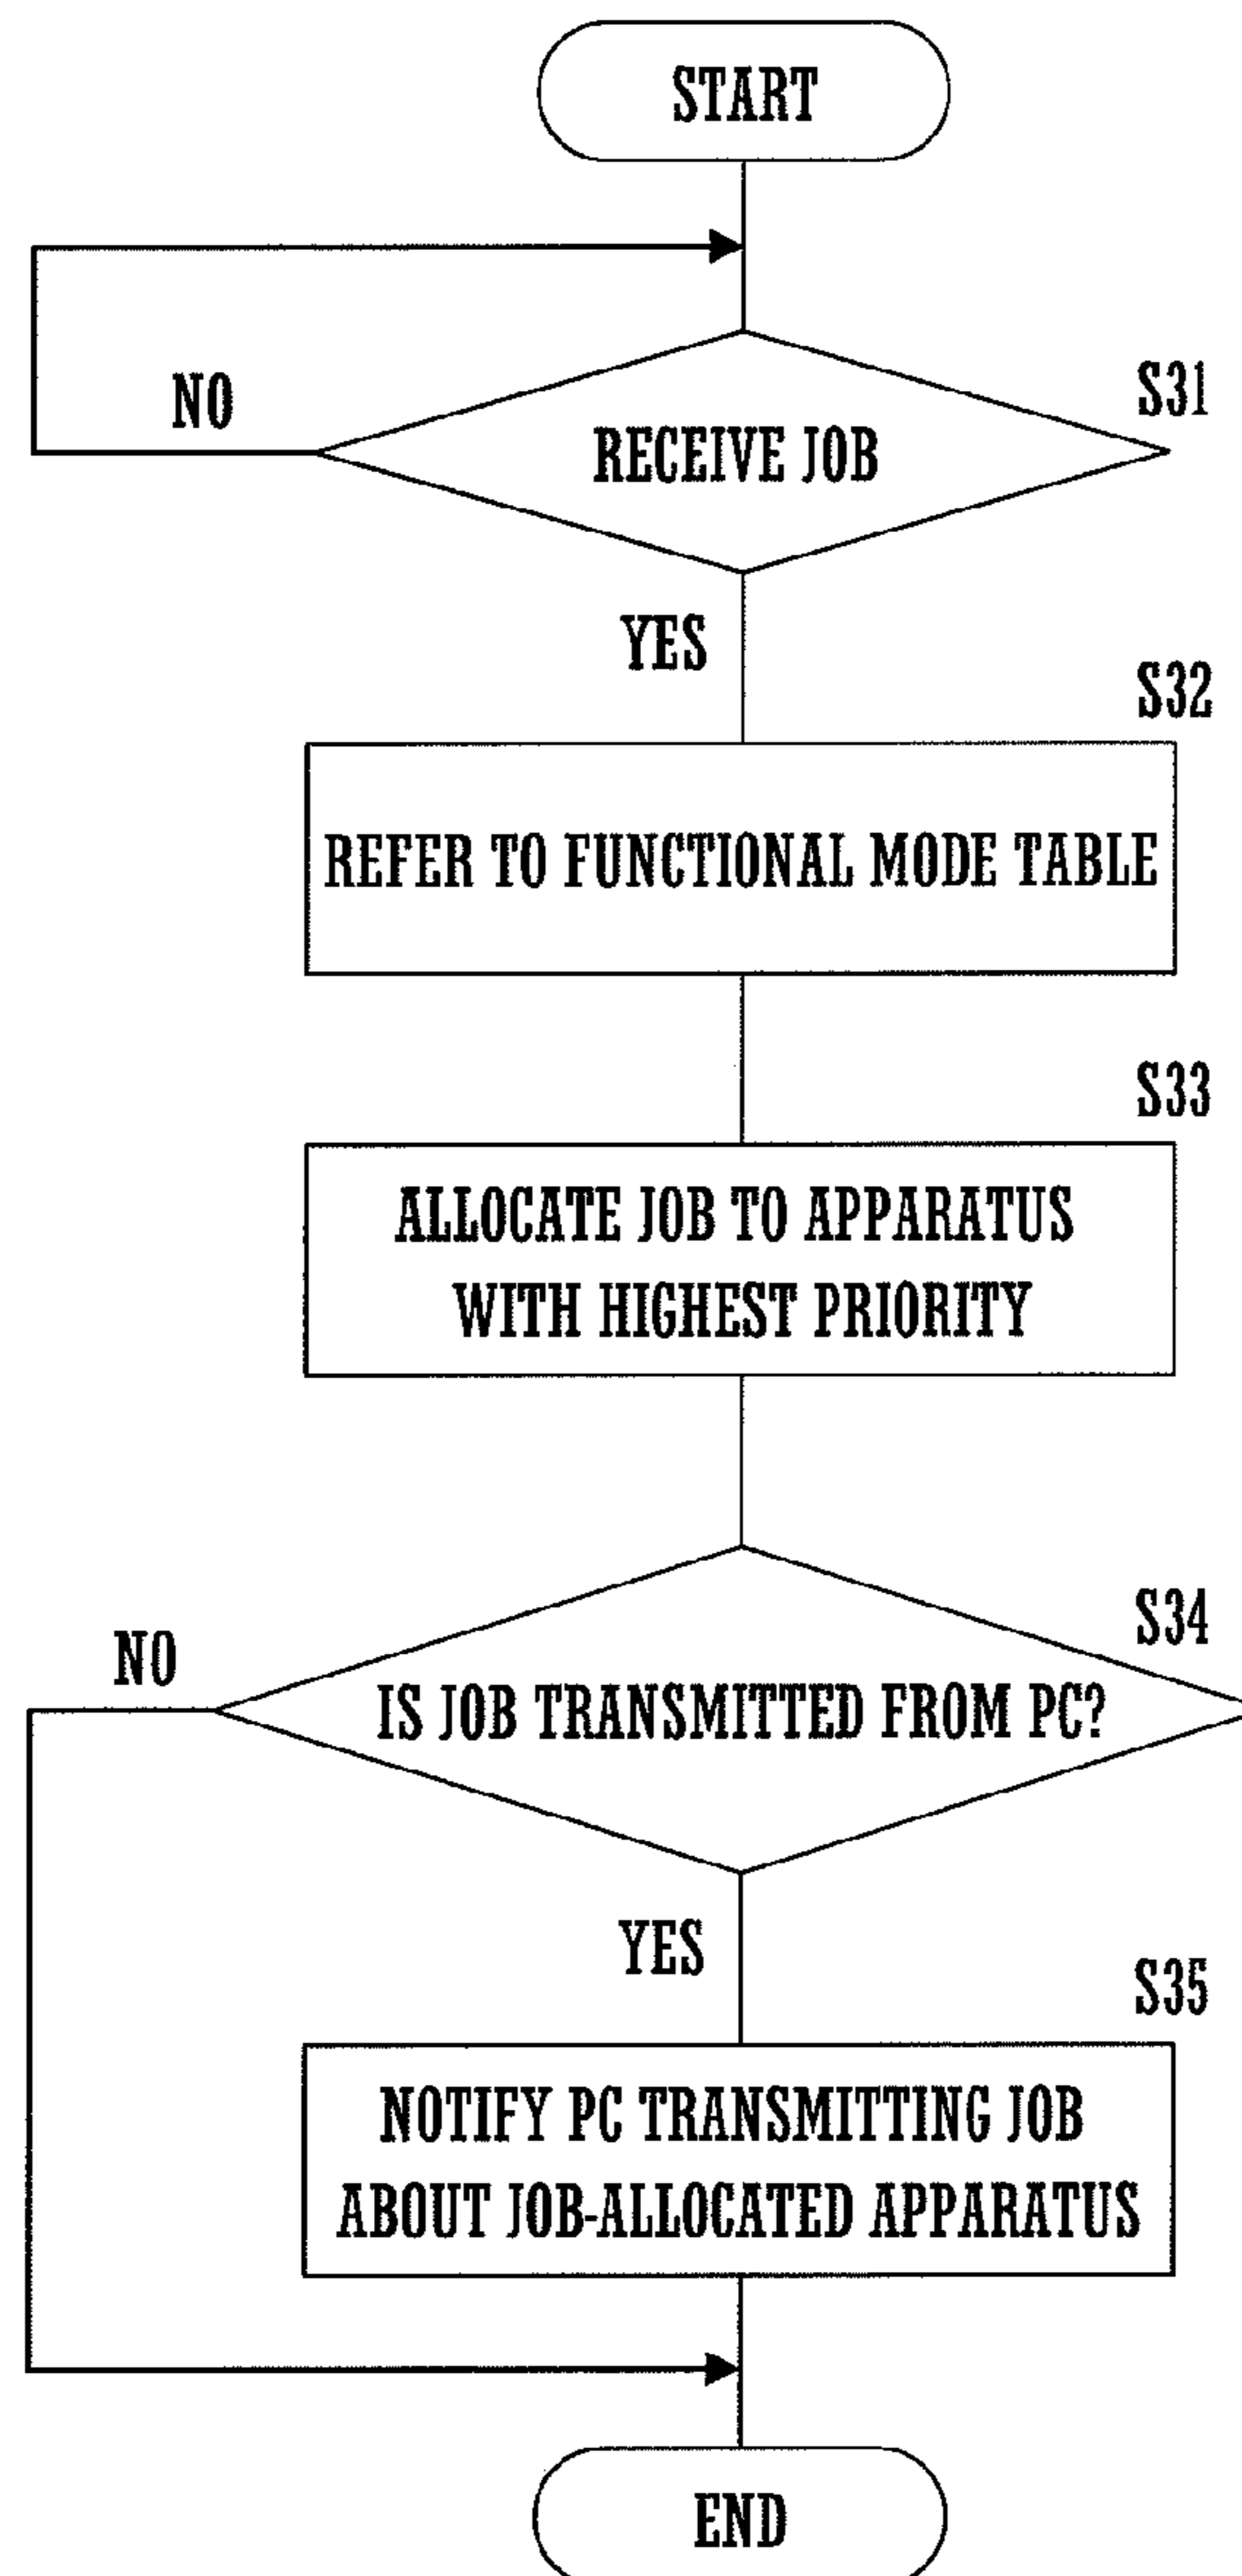 START
NO
S31
RECEIVE JOB
YES
S32
REFER TO FUNCTIONAL MODE TABLE
S33
ALLOCATE JOB TO APPARATUS
WITH HIGHEST PRIORITY
S34
NO
IS JOB TRANSMITTED FROM PC?
YES
S35
NOTIFY PC TRANSMITTING JOB
ABOUT JOB-ALLOCATED APPARATUS
END